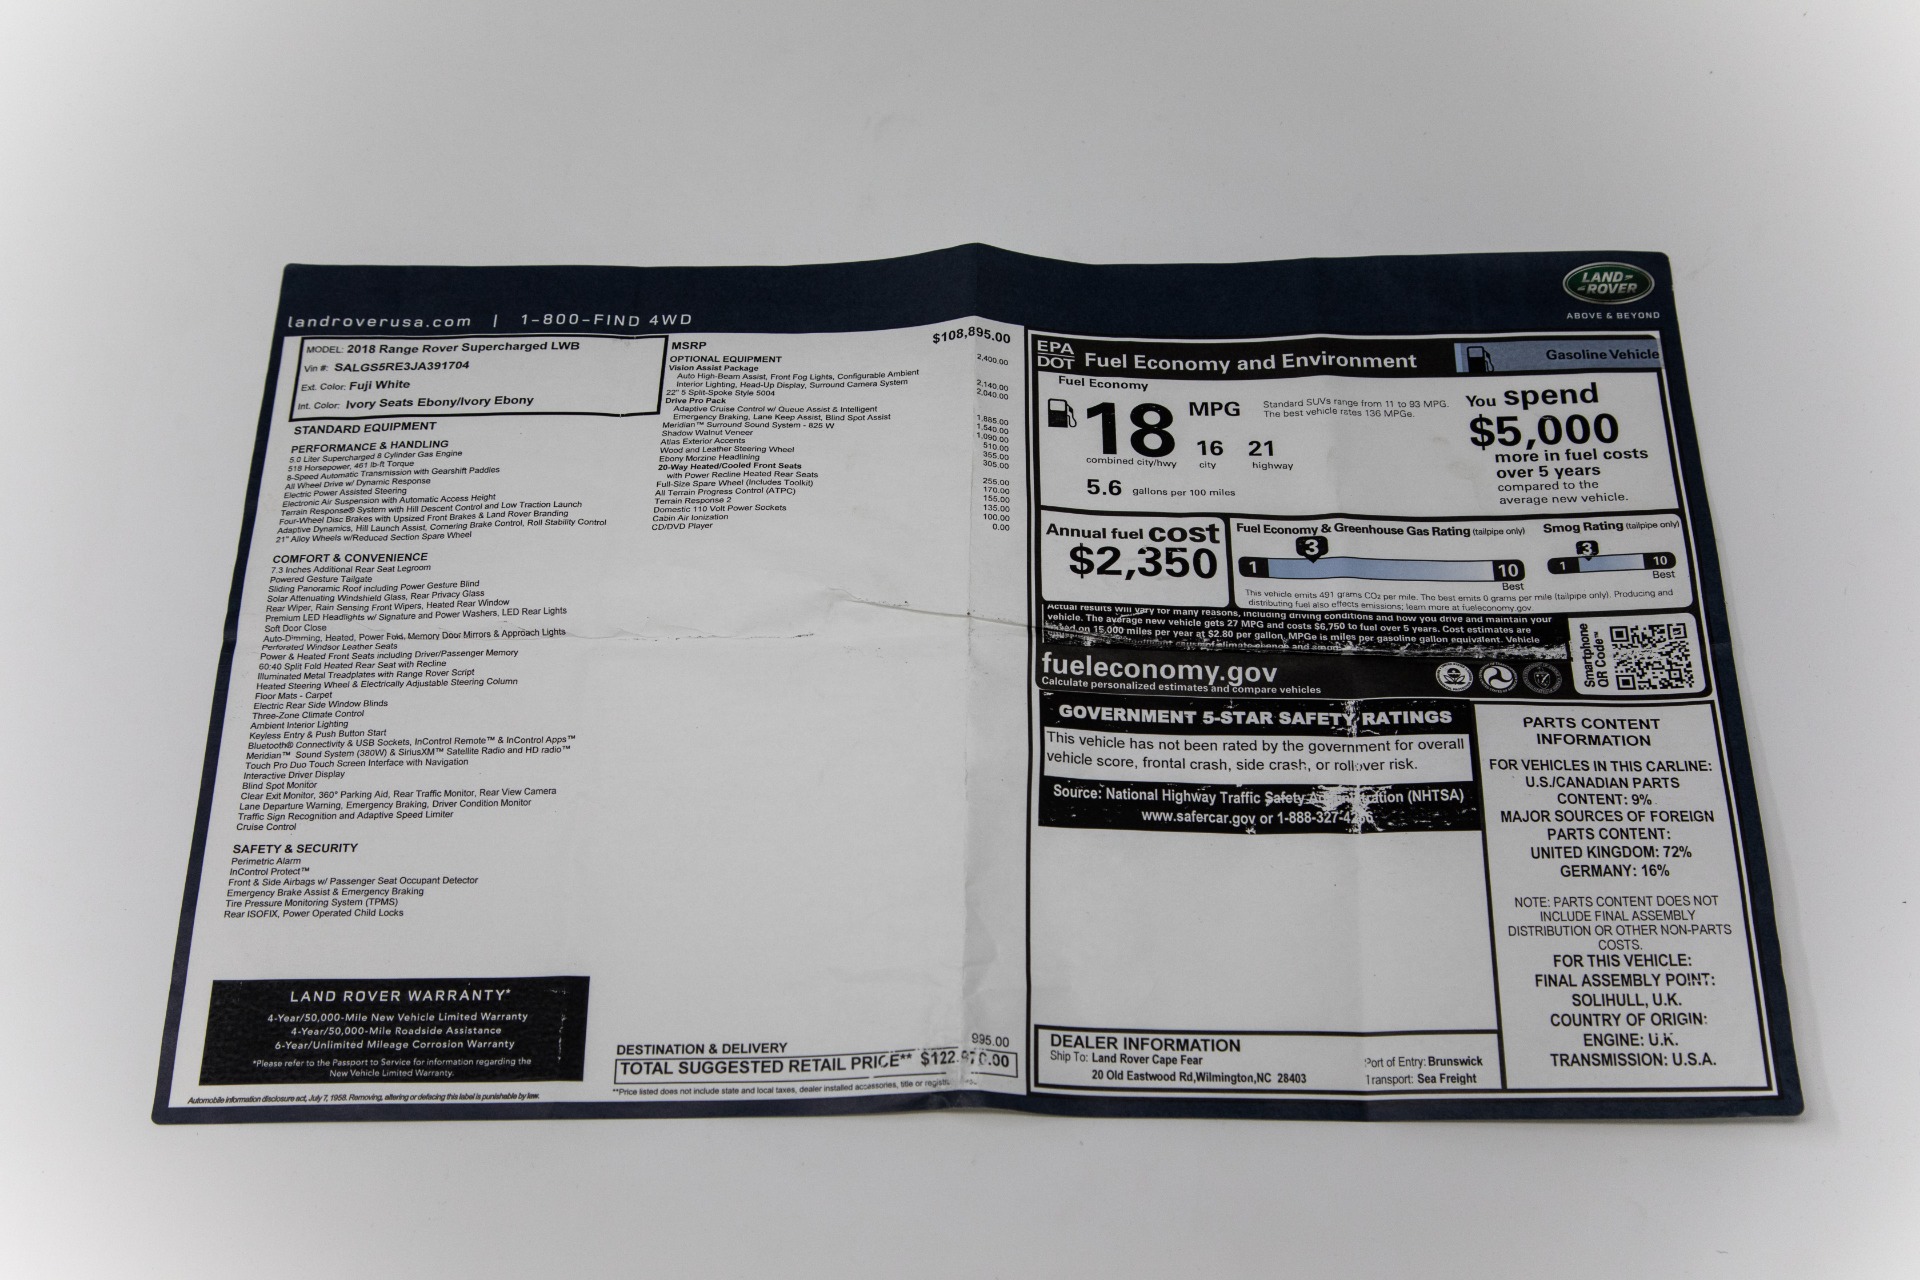 landroverusa.com | 1-800-FIND 4WD
LAND-
-ROVER
ABOVE & BEYOND
MODEL: 2018 Range Rover Supercharged LWB
Vin #: SALGS5RE3JA391704
Ext. Color: Fuji White
Int. Color: Ivory Seats Ebony/Ivory Ebony
STANDARD EQUIPMENT
PERFORMANCE & HANDLING
5.0 Liter Supercharged 8 Cylinder Gas Engine
518 Horsepower, 461 lb-ft Torque
8-Speed Automatic Transmission with Gearshift Paddles
All Wheel Drive w/ Dynamic Response
Electric Power Assisted Steering
Electronic Air Suspension with Automatic Access Height
Terrain Response® System with Hill Descent Control and Low Traction Launch
Four-Wheel Disc Brakes with Upsized Front Brakes & Land Rover Branding
Adaptive Dynamics, Hill Launch Assist, Cornering Brake Control, Roll Stability Control
21" Alloy Wheels w/Reduced Section Spare Wheel
COMFORT & CONVENIENCE
7.3 Inches Additional Rear Seat Legroom
Powered Gesture Tailgate
Sliding Panoramic Roof including Power Gesture Blind
Solar Attenuating Windshield Glass, Rear Privacy Glass
Rear Wiper, Rain Sensing Front Wipers, Heated Rear Window
Premium LED Headlights w/ Signature and Power Washers, LED Rear Lights
Soft Door Close
Auto-Dimming, Heated, Power Fold, Memory Door Mirrors & Approach Lights
Perforated Windsor Leather Seats
Power & Heated Front Seats including Driver/Passenger Memory
60:40 Split Fold Heated Rear Seat with Recline
Illuminated Metal Treadplates with Range Rover Script
Heated Steering Wheel & Electrically Adjustable Steering Column
Floor Mats - Carpet
Electric Rear Side Window Blinds
Three-Zone Climate Control
Ambient Interior Lighting
Keyless Entry & Push Button Start
Bluetooth® Connectivity & USB Sockets, InControl Remote™ & InControl Apps™
Meridian™ Sound System (380W) & SiriusXM™ Satellite Radio and HD radio™
Touch Pro Duo Touch Screen Interface with Navigation
Interactive Driver Display
Blind Spot Monitor
Clear Exit Monitor, 360° Parking Aid, Rear Traffic Monitor, Rear View Camera
Lane Departure Warning, Emergency Braking, Driver Condition Monitor
Traffic Sign Recognition and Adaptive Speed Limiter
Cruise Control
SAFETY & SECURITY
Perimetric Alarm
InControl Protect™
Front & Side Airbags w/ Passenger Seat Occupant Detector
Emergency Brake Assist & Emergency Braking
Tire Pressure Monitoring System (TPMS)
Rear ISOFIX, Power Operated Child Locks
LAND ROVER WARRANTY*
4-Year/50,000-Mile New Vehicle Limited Warranty
4-Year/50,000-Mile Roadside Assistance
6-Year/Unlimited Mileage Corrosion Warranty
*Please refer to the Passport to Service for information regarding the
New Vehicle Limited Warranty.
Automobile information disclosure act, July 7, 1958. Removing, altering or defacing this label is punishable by law.
MSRP $108,895.00
OPTIONAL EQUIPMENT
Vision Assist Package 2,400.00
Auto High-Beam Assist, Front Fog Lights, Configurable Ambient
Interior Lighting, Head-Up Display, Surround Camera System
22" 5 Split-Spoke Style 5004 2,140.00
Drive Pro Pack 2,040.00
Adaptive Cruise Control w/ Queue Assist & Intelligent
Emergency Braking, Lane Keep Assist, Blind Spot Assist
Meridian™ Surround Sound System - 825 W 1,885.00
Shadow Walnut Veneer 1,540.00
Atlas Exterior Accents 1,090.00
Wood and Leather Steering Wheel 510.00
Ebony Morzine Headlining 355.00
20-Way Heated/Cooled Front Seats 305.00
with Power Recline Heated Rear Seats
Full-Size Spare Wheel (Includes Toolkit) 255.00
All Terrain Progress Control (ATPC) 170.00
Terrain Response 2 155.00
Domestic 110 Volt Power Sockets 135.00
Cabin Air Ionization 100.00
CD/DVD Player 0.00
DESTINATION & DELIVERY 995.00
TOTAL SUGGESTED RETAIL PRICE** $122,970.00
**Price listed does not include state and local taxes, dealer installed accessories, title or
EPA
DOT Fuel Economy and Environment
Gasoline Vehicle
Fuel Economy
18 MPG
combined city/hwy
16 city
21 highway
5.6 gallons per 100 miles
Standard SUVs range from 11 to 93 MPG.
The best vehicle rates 136 MPGe.
You spend
$5,000
more in fuel costs
over 5 years
compared to the
average new vehicle.
Annual fuel cost
$2,350
Fuel Economy & Greenhouse Gas Rating (tailpipe only)
3
1 10
Best
Smog Rating (tailpipe only)
3
1 10
Best
This vehicle emits 491 grams CO2 per mile. The best emits 0 grams per mile (tailpipe only). Producing and
distributing fuel also effects emissions; learn more at fueleconomy.gov.
Actual results will vary for many reasons, including driving conditions and how you drive and maintain your
vehicle. The average new vehicle gets 27 MPG and costs $6,750 to fuel over 5 years. Cost estimates are
based on 15,000 miles per year at $2.80 per gallon. MPGe is miles per gasoline gallon equivalent. Vehicle
fueleconomy.gov
Calculate personalized estimates and compare vehicles
Smartphone
QR Code™
GOVERNMENT 5-STAR SAFETY RATINGS
This vehicle has not been rated by the government for overall
vehicle score, frontal crash, side crash, or rollover risk.
Source: National Highway Traffic Safety Administration (NHTSA)
www.safercar.gov or 1-888-327-4236
PARTS CONTENT
INFORMATION
FOR VEHICLES IN THIS CARLINE:
U.S./CANADIAN PARTS
CONTENT: 9%
MAJOR SOURCES OF FOREIGN
PARTS CONTENT:
UNITED KINGDOM: 72%
GERMANY: 16%
NOTE: PARTS CONTENT DOES NOT
INCLUDE FINAL ASSEMBLY
DISTRIBUTION OR OTHER NON-PARTS
COSTS.
FOR THIS VEHICLE:
FINAL ASSEMBLY POINT:
SOLIHULL, U.K.
COUNTRY OF ORIGIN:
ENGINE: U.K.
TRANSMISSION: U.S.A.
DEALER INFORMATION
Ship To: Land Rover Cape Fear
20 Old Eastwood Rd,Wilmington,NC 28403
Port of Entry: Brunswick
Transport: Sea Freight